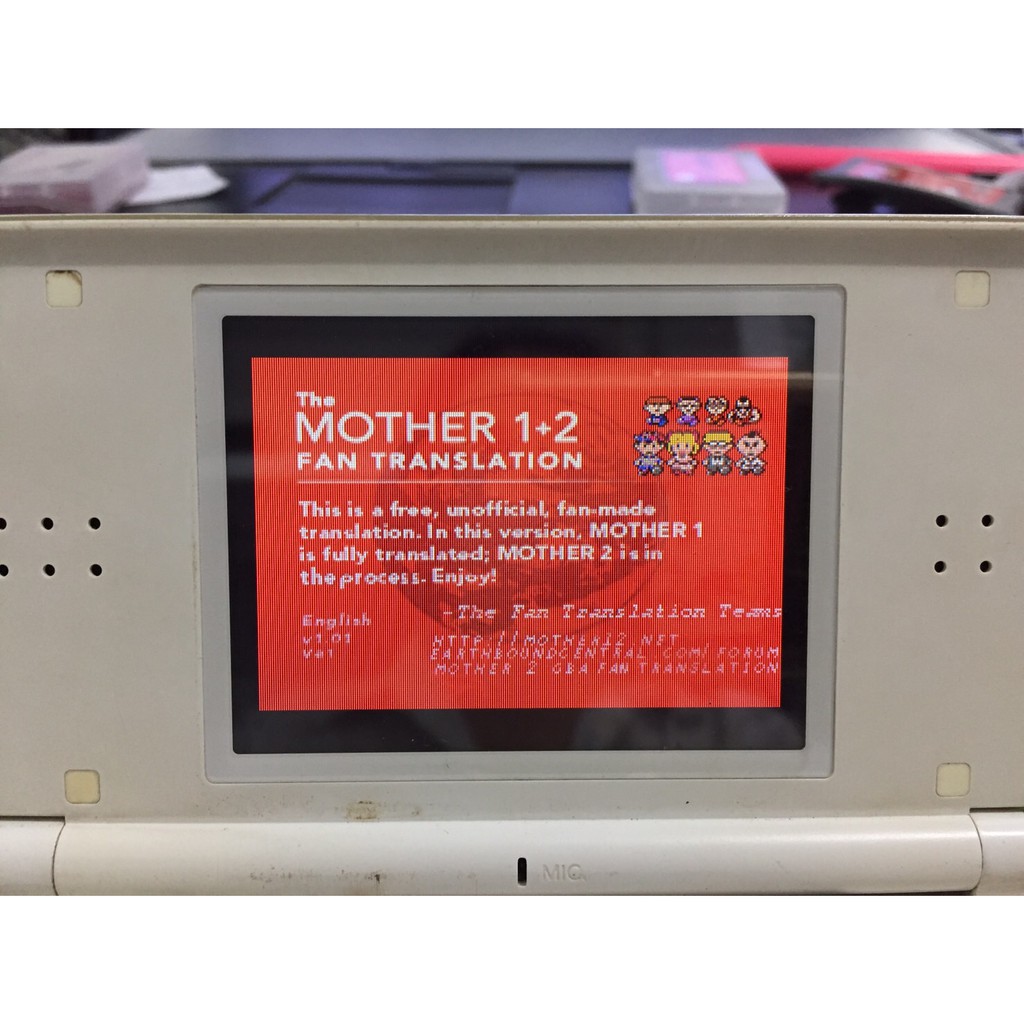 The
MOTHER 1+2
FAN TRANSLATION
This is a free, unofficial, fan-made
translation. In this version, MOTHER 1
is fully translated; MOTHER 2 is in
the process. Enjoy!
-The Fan Translation Teams
English
v1.01
HTTP://MOTHER12.NET
EARTHBOUNDCENTRAL.COM/FORUM
MOTHER 2 GBA FAN TRANSLATION
MIC